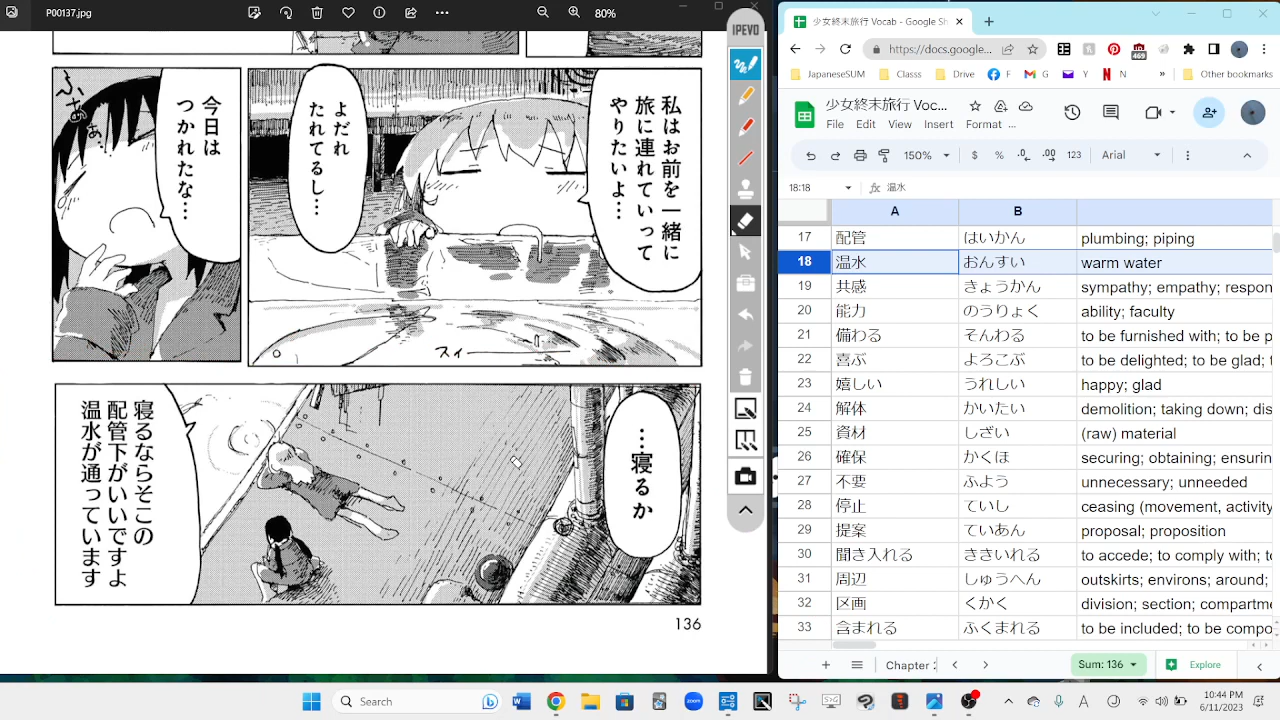 P00137.jpg
80%
私はお前を一緒に
旅に連れていって
やりたいよ…
よだれ
たれてるし…
スィ
今日は
つかれたな…
ふぁぁ
…寝るか
寝るならそこの
配管下がいいですよ
温水が通っています
136
IPEVO
少女終末旅行 Vocab - Google Sh
https://docs.google...
469
JapaneseSUM
Classs
Drive
F
G
Y
N
»
Other bookmarks
少女終末旅行 Voc...
File
Edit
View
Insert
Format
...
150%
$
%
.0
.00
123
Arial
18:18
fx
温水
A
B
17 配管 はいかん plumbing; piping
18 温水 おんすい warm water
19 共感 きょうかん sympathy; empathy; respon
20 能力 のうりょく ability; faculty
21 備わる そんわる to be furnished with; to be p
22 喜ぶ よろこぶ to be delighted; to be glad; t
23 嬉しい うれしい happy; glad
24 解体 かいたい demolition; taking down; dis
25 資材 しざい (raw) material
26 確保 かくほ securing; obtaining; ensurin
27 不要 ふよう unnecessary; unneeded
28 停止 ていし ceasing (movement, activity
29 提案 ていあん proposal; proposition
30 聞き入れる ききいれる to accede; to comply with; to
31 周辺 しゅうへん outskirts; environs; around;
32 区画 くかく division; section; compartme
33 含まれる ふくまれる to be included; to be compo
Chapter 2
Sum: 136
Explore
Search
zoom
A
10:44 PM
6/11/2023